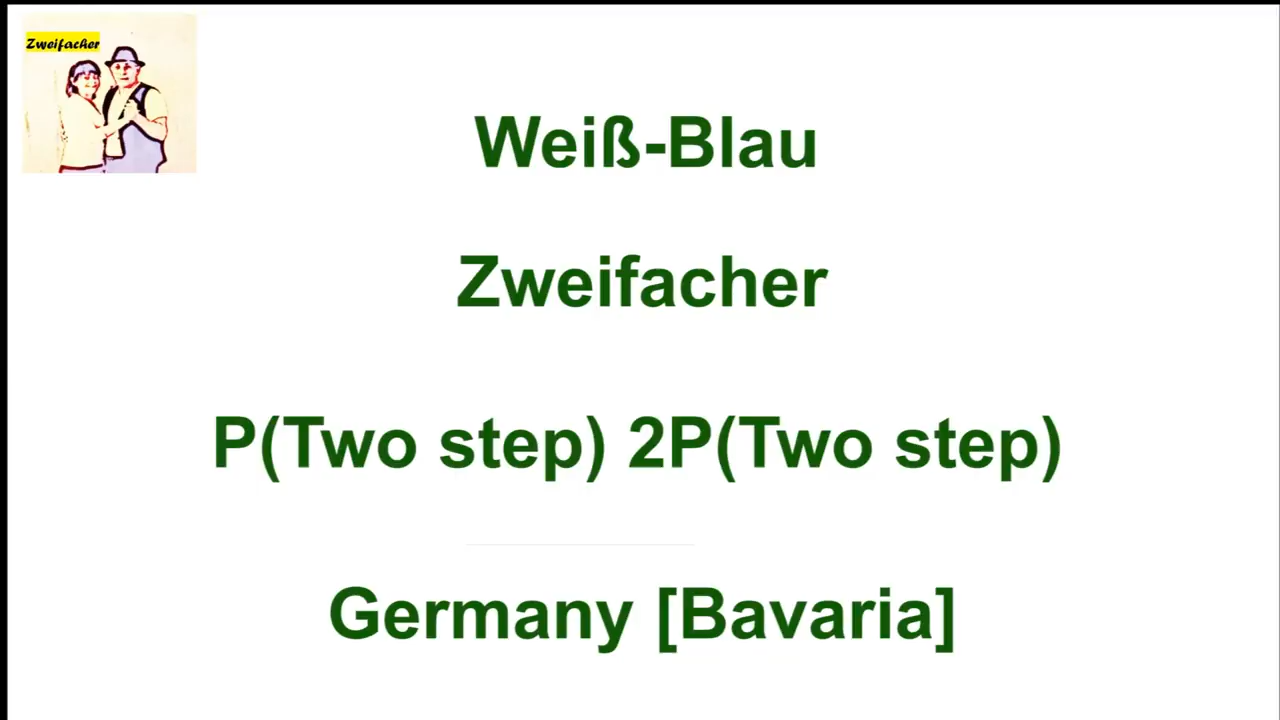 Zweifacher
Weiß-Blau
Zweifacher
P(Two step) 2P(Two step)
Germany [Bavaria]